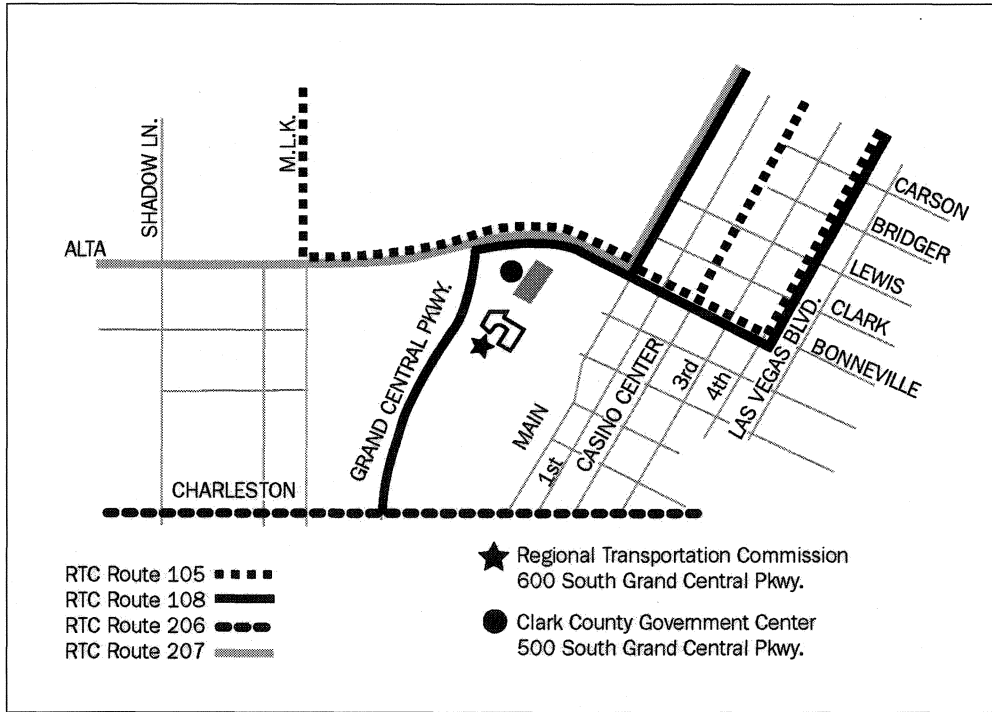 SHADOW LN.
M.L.K.
ALTA
GRAND CENTRAL PKWY.
CARSON
BRIDGER
LEWIS
CLARK
BONNEVILLE
LAS VEGAS BLVD.
4th
3rd
CASINO CENTER
1st
MAIN
CHARLESTON
RTC Route 105
RTC Route 108
RTC Route 206
RTC Route 207
Regional Transportation Commission
600 South Grand Central Pkwy.
Clark County Government Center
500 South Grand Central Pkwy.